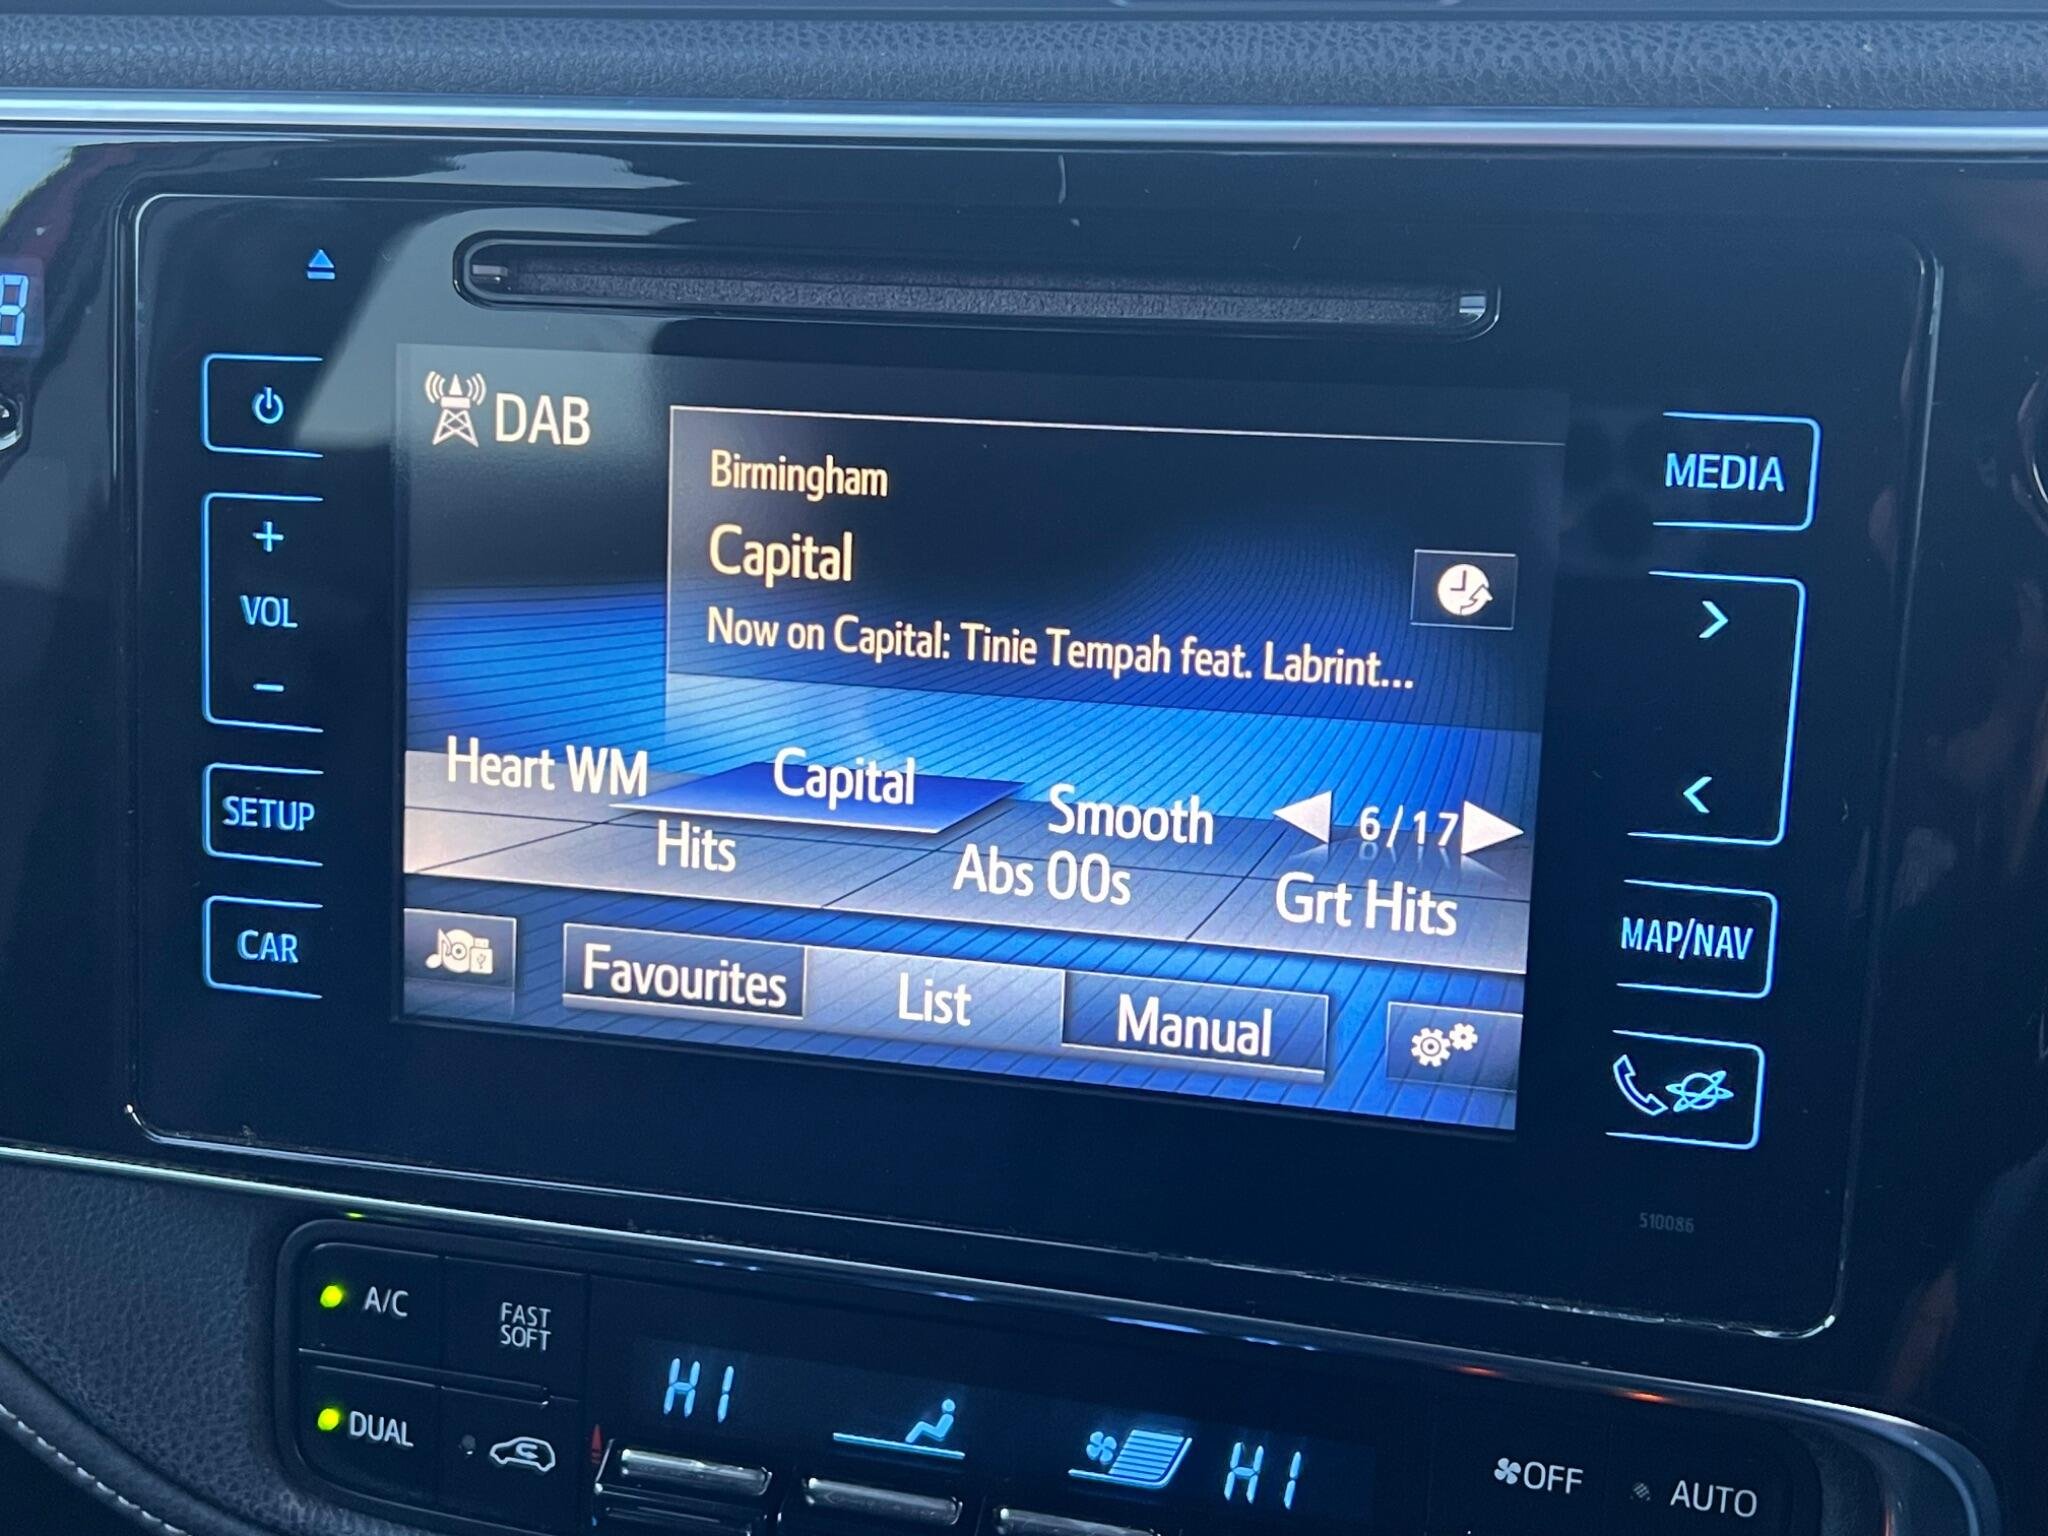 DAB
Birmingham
Capital
Now on Capital: Tinie Tempah feat. Labrint...
Heart WM
Capital
Smooth
6/17
Hits
Abs 00s
Grt Hits
Favourites
List
Manual
VOL
SETUP
CAR
MEDIA
MAP/NAV
510086
A/C
FAST
SOFT
DUAL
HI
HI
OFF
AUTO